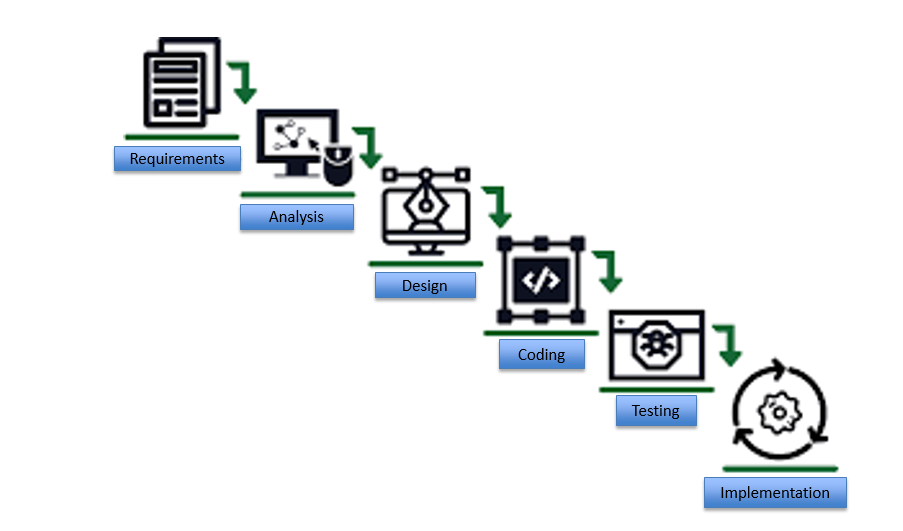 Requirements
Analysis
Design
</>
Coding
Testing
Implementation